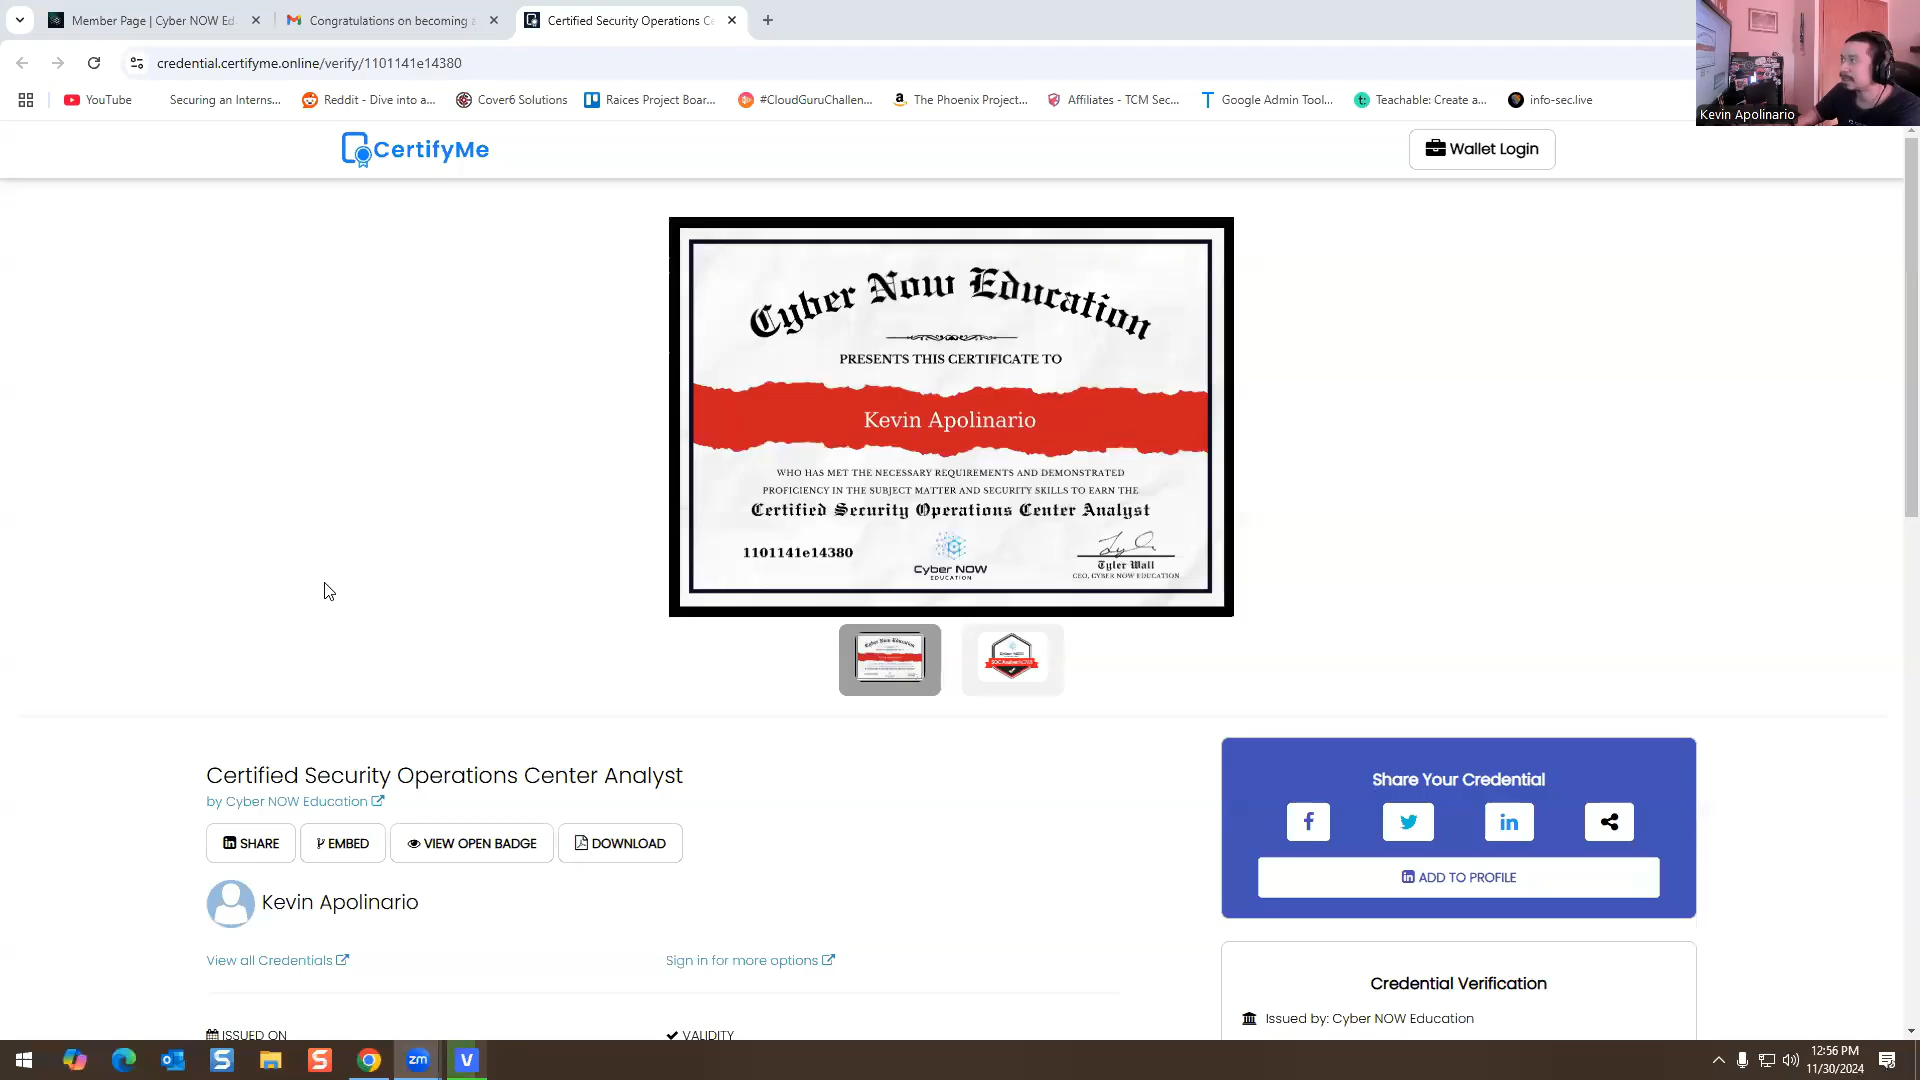 Member Page | Cyber NOW Ed
Congratulations on becoming a
Certified Security Operations Ce
credential.certifyme.online/verify/1101141e14380
YouTube
Securing an Interns...
Reddit - Dive into a...
Cover6 Solutions
Raices Project Boar...
#CloudGuruChallen...
The Phoenix Project...
Affiliates - TCM Sec...
Google Admin Tool...
Teachable: Create a...
info-sec.live
Kevin Apolinario
CertifyMe
Wallet Login
Cyber Now Education
PRESENTS THIS CERTIFICATE TO
Kevin Apolinario
WHO HAS MET THE NECESSARY REQUIREMENTS AND DEMONSTRATED
PROFICIENCY IN THE SUBJECT MATTER AND SECURITY SKILLS TO EARN THE
Certified Security Operations Center Analyst
1101141e14380
Cyber NOW
EDUCATION
Tyler Wall
CEO, CYBER NOW EDUCATION
Certified Security Operations Center Analyst
by Cyber NOW Education
SHARE
EMBED
VIEW OPEN BADGE
DOWNLOAD
Kevin Apolinario
View all Credentials
Sign in for more options
ISSUED ON
VALIDITY
Share Your Credential
ADD TO PROFILE
Credential Verification
Issued by: Cyber NOW Education
12:56 PM
11/30/2024